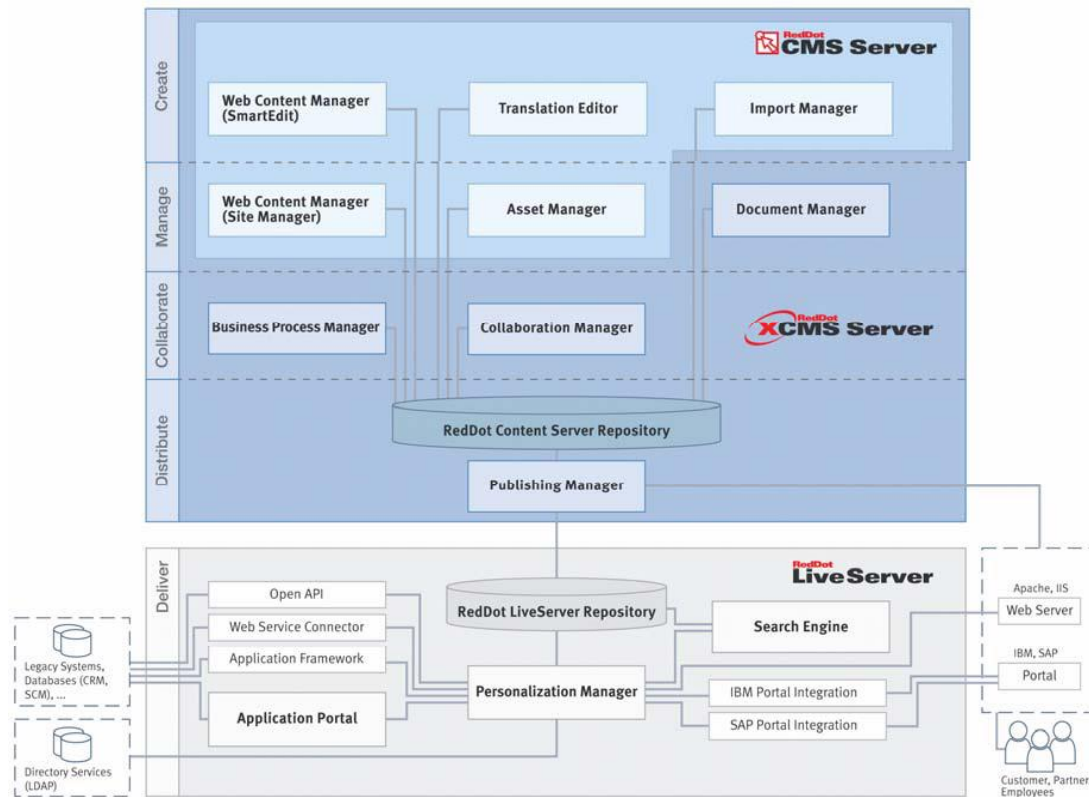 RedDot
CMS Server
Create
Web Content Manager
(SmartEdit)
Translation Editor
Import Manager
Manage
Web Content Manager
(Site Manager)
Asset Manager
Document Manager
Collaborate
Business Process Manager
Collaboration Manager
RedDot
XCMS Server
Distribute
RedDot Content Server Repository
Publishing Manager
Deliver
RedDot
LiveServer
Open API
RedDot LiveServer Repository
Web Service Connector
Search Engine
Application Framework
Personalization Manager
Application Portal
IBM Portal Integration
SAP Portal Integration
Legacy Systems,
Databases (CRM,
SCM), ...
Directory Services
(LDAP)
Apache, IIS
Web Server
IBM, SAP
Portal
Customer, Partner
Employees